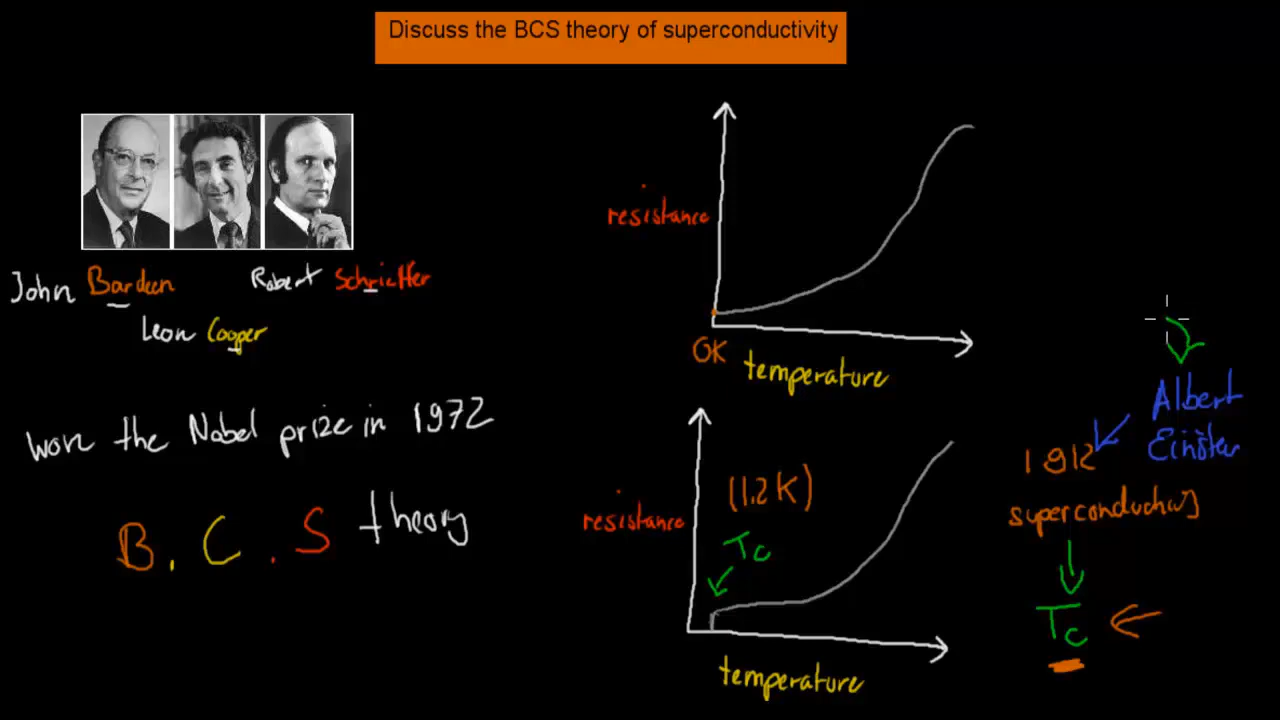 Discuss the BCS theory of superconductivity
John Bardeen
Robert Schrieffer
Leon Cooper
won the Nobel prize in 1972
B. C. S theory
resistance
0K temperature
resistance
(1.2K)
Tc
temperature
Albert
Einstein
1912
Tc